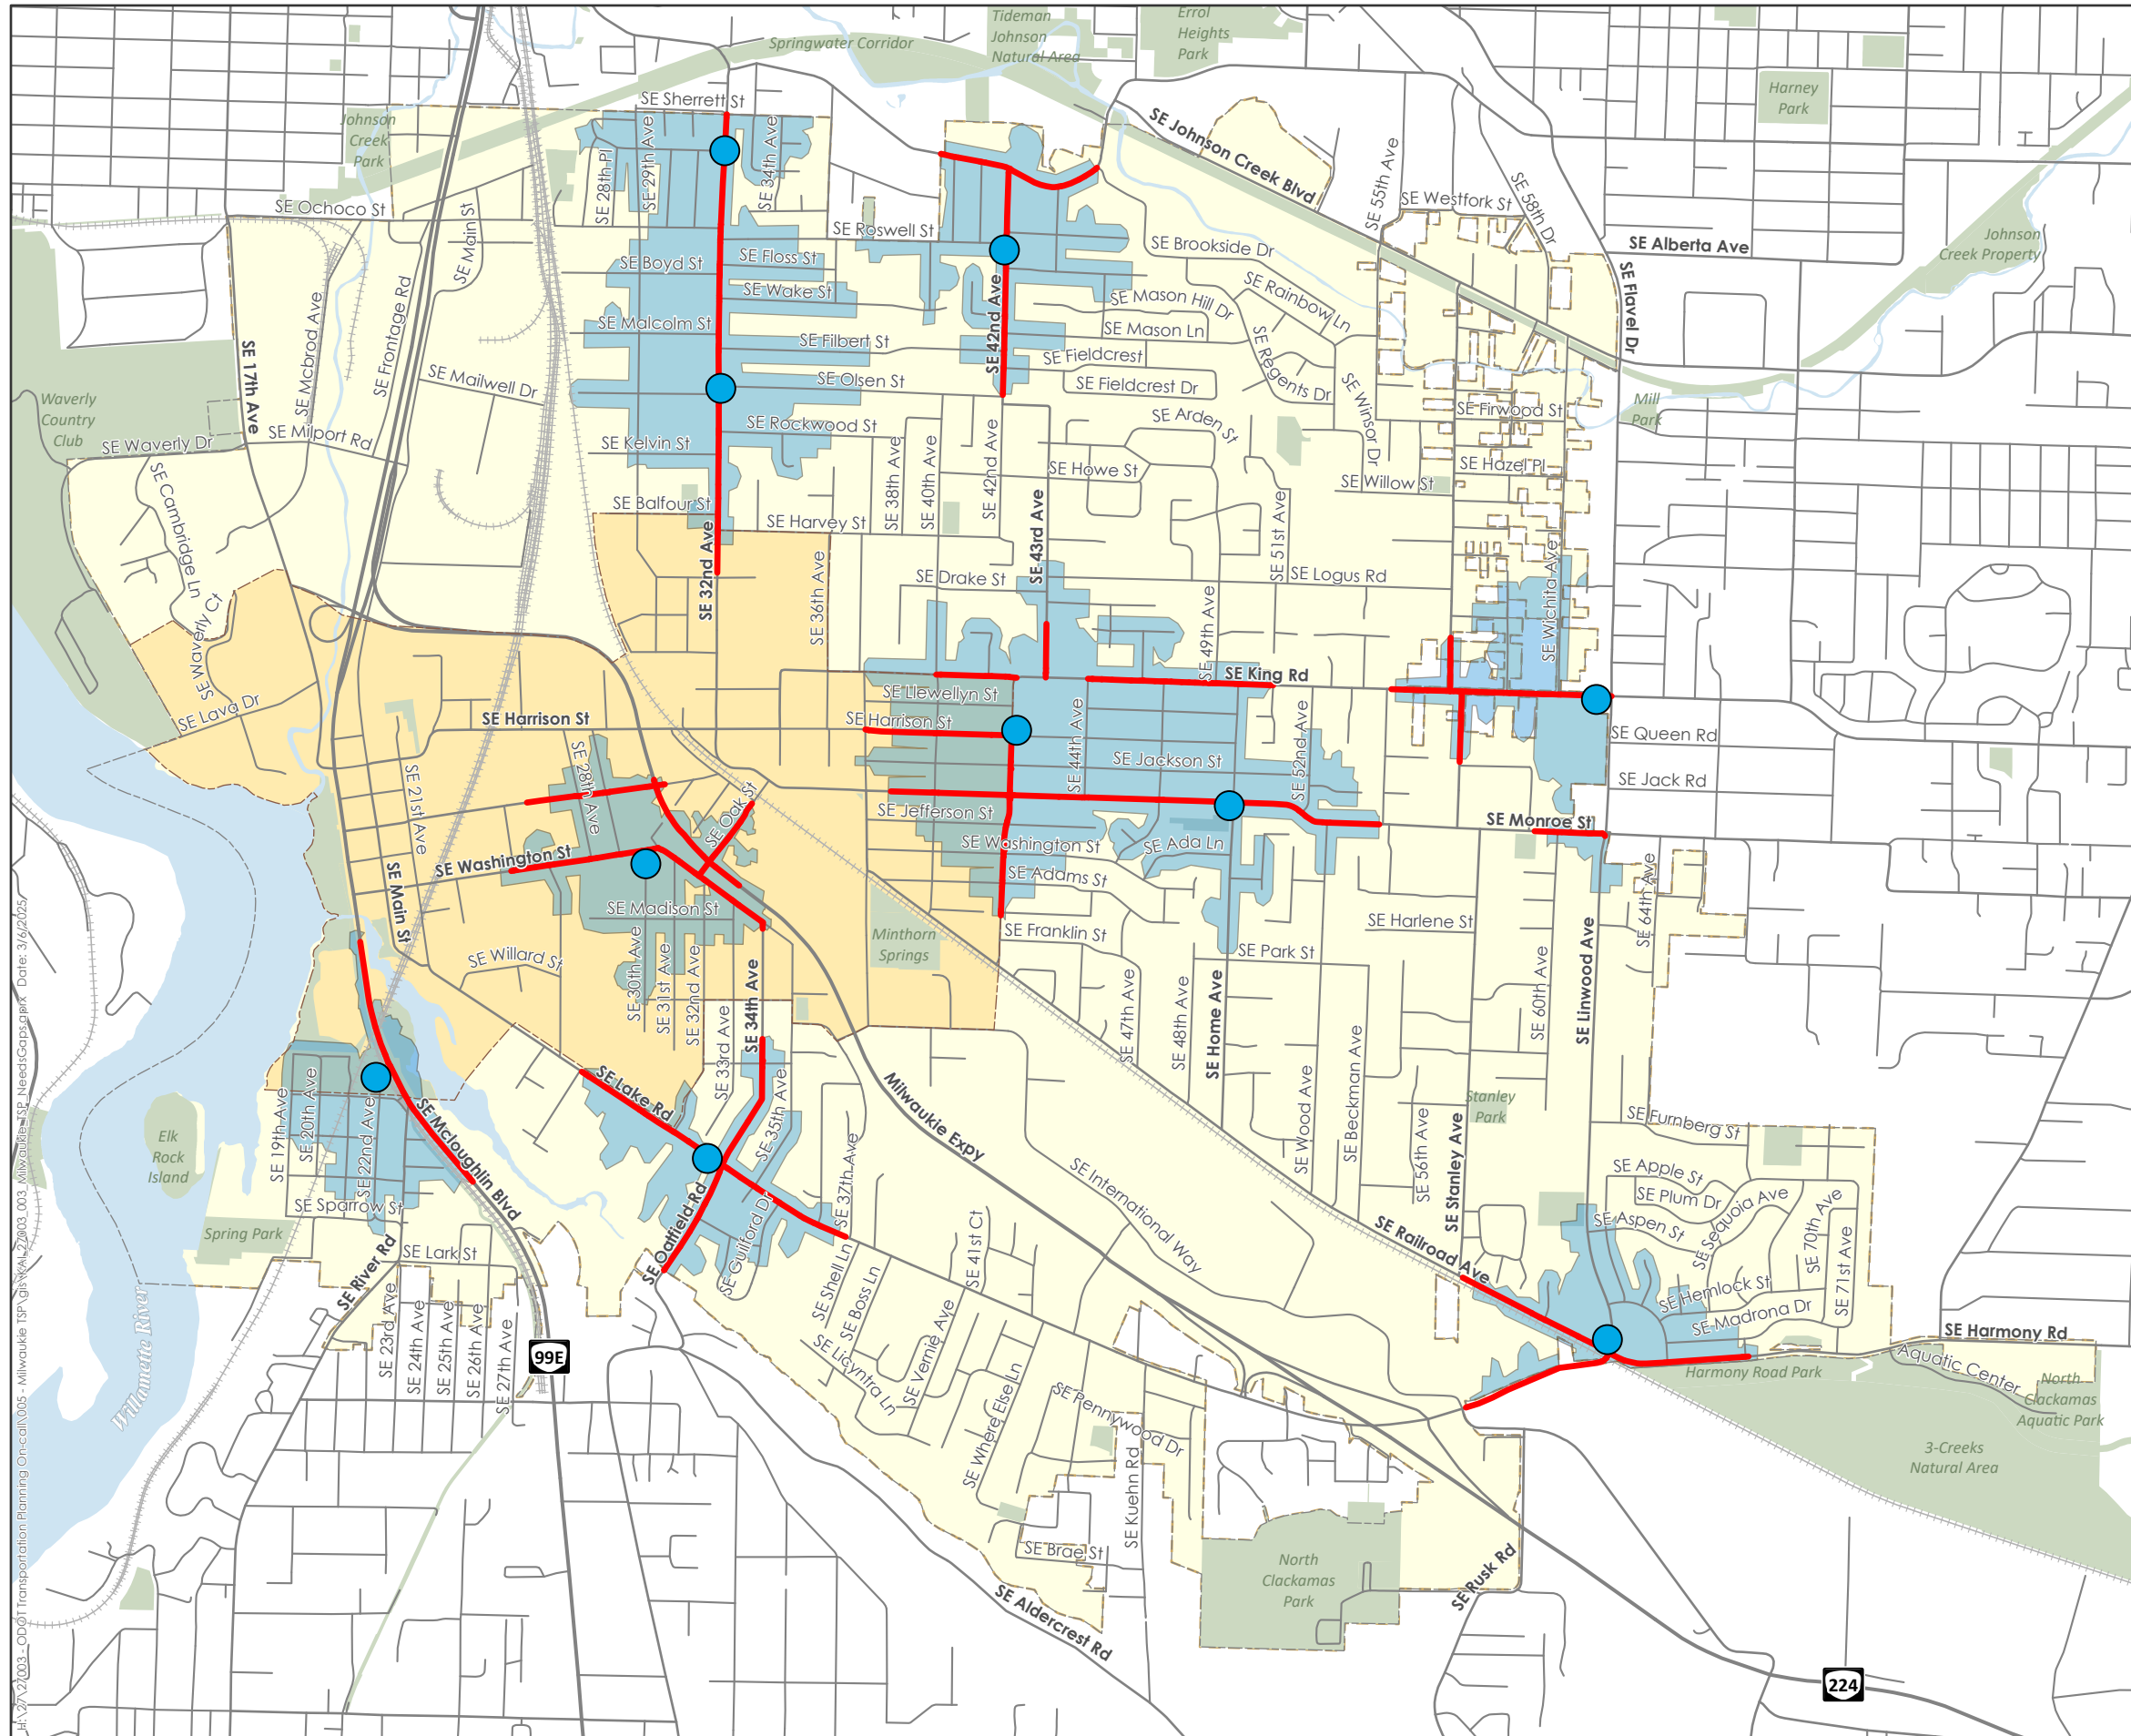 Tideman
Johnson
Natural Area
Errol
Heights
Park
Springwater Corridor
Harney
Park
Johnson
Creek
Park
SE Sherrett St
SE 28th Pl
SE 29th Ave
SE 34th Ave
SE Johnson Creek Blvd
SE 55th Ave
SE Westfork St
SE 58th Dr
SE Ochoco St
SE Main St
SE Roswell St
SE Brookside Dr
SE Alberta Ave
Johnson
Creek Property
SE Boyd St
SE Floss St
SE Wake St
SE Mcbrod Ave
SE Frontage Rd
SE 17th Ave
SE 42nd Ave
SE Mason Hill Dr
SE Rainbow Ln
SE Flavel Dr
SE Malcolm St
SE Filbert St
SE Mason Ln
SE Fieldcrest
SE Regents Dr
SE Mailwell Dr
SE Olsen St
SE Fieldcrest Dr
SE Winsor Dr
Waverly
Country
Club
SE Milport Rd
SE Waverly Dr
SE Rockwood St
SE Arden St
SE Firwood St
Mill
Park
SE Kelvin St
SE 38th Ave
SE 40th Ave
SE 42nd Ave
SE Howe St
SE Hazel Pl
SE Willow St
SE Cambridge Ln
SE Balfour St
SE Harvey St
SE 43rd Ave
SE 51st Ave
SE 32nd Ave
SE 36th Ave
SE Drake St
SE Logus Rd
SE 49th Ave
SE Wichita Ave
SE Waverly Ct
SE King Rd
SE Llewellyn St
SE Lava Dr
SE Harrison St
SE Harrison St
SE 44th Ave
SE 52nd Ave
SE Queen Rd
SE Jackson St
SE Jack Rd
SE 21st Ave
SE 28th Ave
SE Oak St
SE Jefferson St
SE Monroe St
SE Washington St
SE Washington St
SE Ada Ln
SE Main St
SE Adams St
SE 64th Ave
SE Madison St
SE Harlene St
SE Linwood Ave
SE Willard St
Minthorn
Springs
SE Franklin St
SE Park St
SE 30th Ave
SE 31st Ave
SE 32nd Ave
SE 34th Ave
SE 47th Ave
SE 48th Ave
SE Home Ave
SE 60th Ave
SE 33rd Ave
SE Lake Rd
SE 35th Ave
Milwaukie Expy
SE Wood Ave
SE Beckman Ave
SE 56th Ave
SE Stanley Ave
Stanley
Park
SE Furnberg St
Elk
Rock
Island
SE 19th Ave
SE 20th Ave
SE 22nd Ave
SE Mcloughlin Blvd
SE 37th Ave
SE International Way
SE Apple St
SE Plum Dr
SE Sequoia Ave
SE 70th Ave
SE 71st Ave
SE Aspen St
SE Sparrow St
Spring Park
SE Lark St
SE River Rd
SE Oatfield Rd
SE Guilford Dr
SE Shell Ln
SE Boss Ln
SE 41st Ct
SE Railroad Ave
SE Hemlock St
SE Madrona Dr
SE Harmony Rd
Aquatic Center
SE 23rd Ave
SE 24th Ave
SE 25th Ave
SE 26th Ave
SE 27th Ave
99E
SE Licyntra Ln
SE Vernie Ave
SE Where Else Ln
SE Pennywood Dr
Harmony Road Park
North
Clackamas
Aquatic Park
Willamette River
3-Creeks
Natural Area
SE Kuehn Rd
SE Brae St
SE Aldercrest Rd
North
Clackamas
Park
SE Rusk Rd
224
H:\27\27003 - ODOT Transportation Planning On-call\005 - Milwaukie TSP\gis\KAI_27003_003_Milwaukie_TSP_NeedsGaps.aprx Date: 3/6/2025